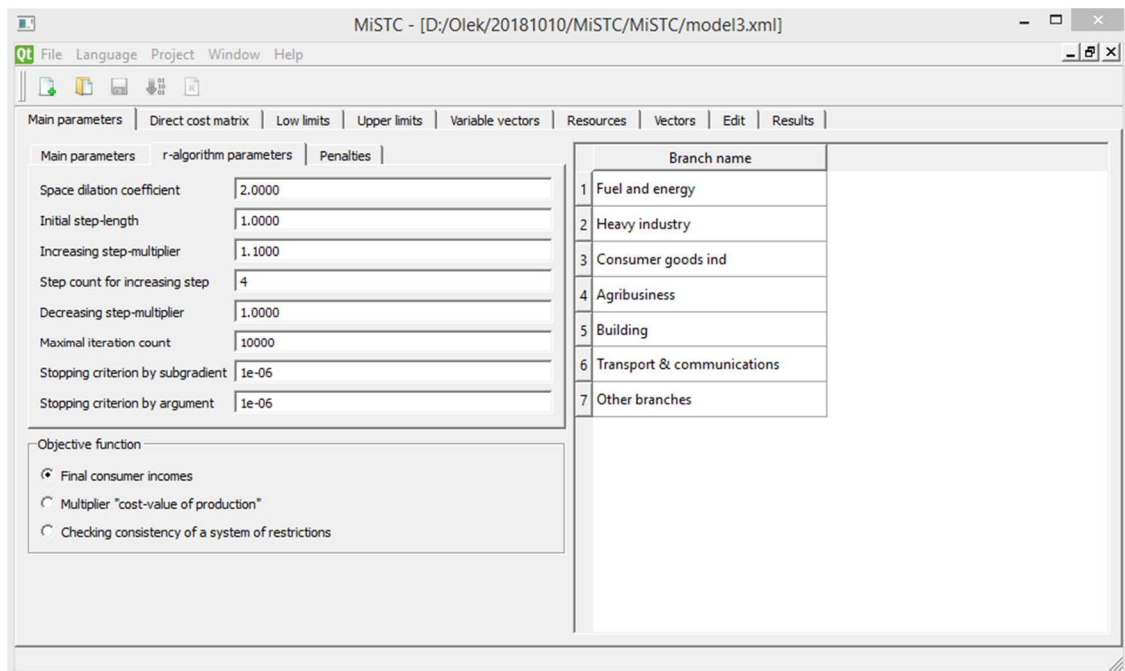 MiSTC - [D:/Olek/20181010/MiSTC/MiSTC/model3.xml]
Qt File Language Project Window Help
Main parameters Direct cost matrix Low limits Upper limits Variable vectors Resources Vectors Edit Results
Main parameters r-algorithm parameters Penalties
Space dilation coefficient 2.0000
Initial step-length 1.0000
Increasing step-multiplier 1.1000
Step count for increasing step 4
Decreasing step-multiplier 1.0000
Maximal iteration count 10000
Stopping criterion by subgradient 1e-06
Stopping criterion by argument 1e-06
Objective function
Final consumer incomes
Multiplier "cost-value of production"
Checking consistency of a system of restrictions
Branch name
1 Fuel and energy
2 Heavy industry
3 Consumer goods ind
4 Agribusiness
5 Building
6 Transport & communications
7 Other branches